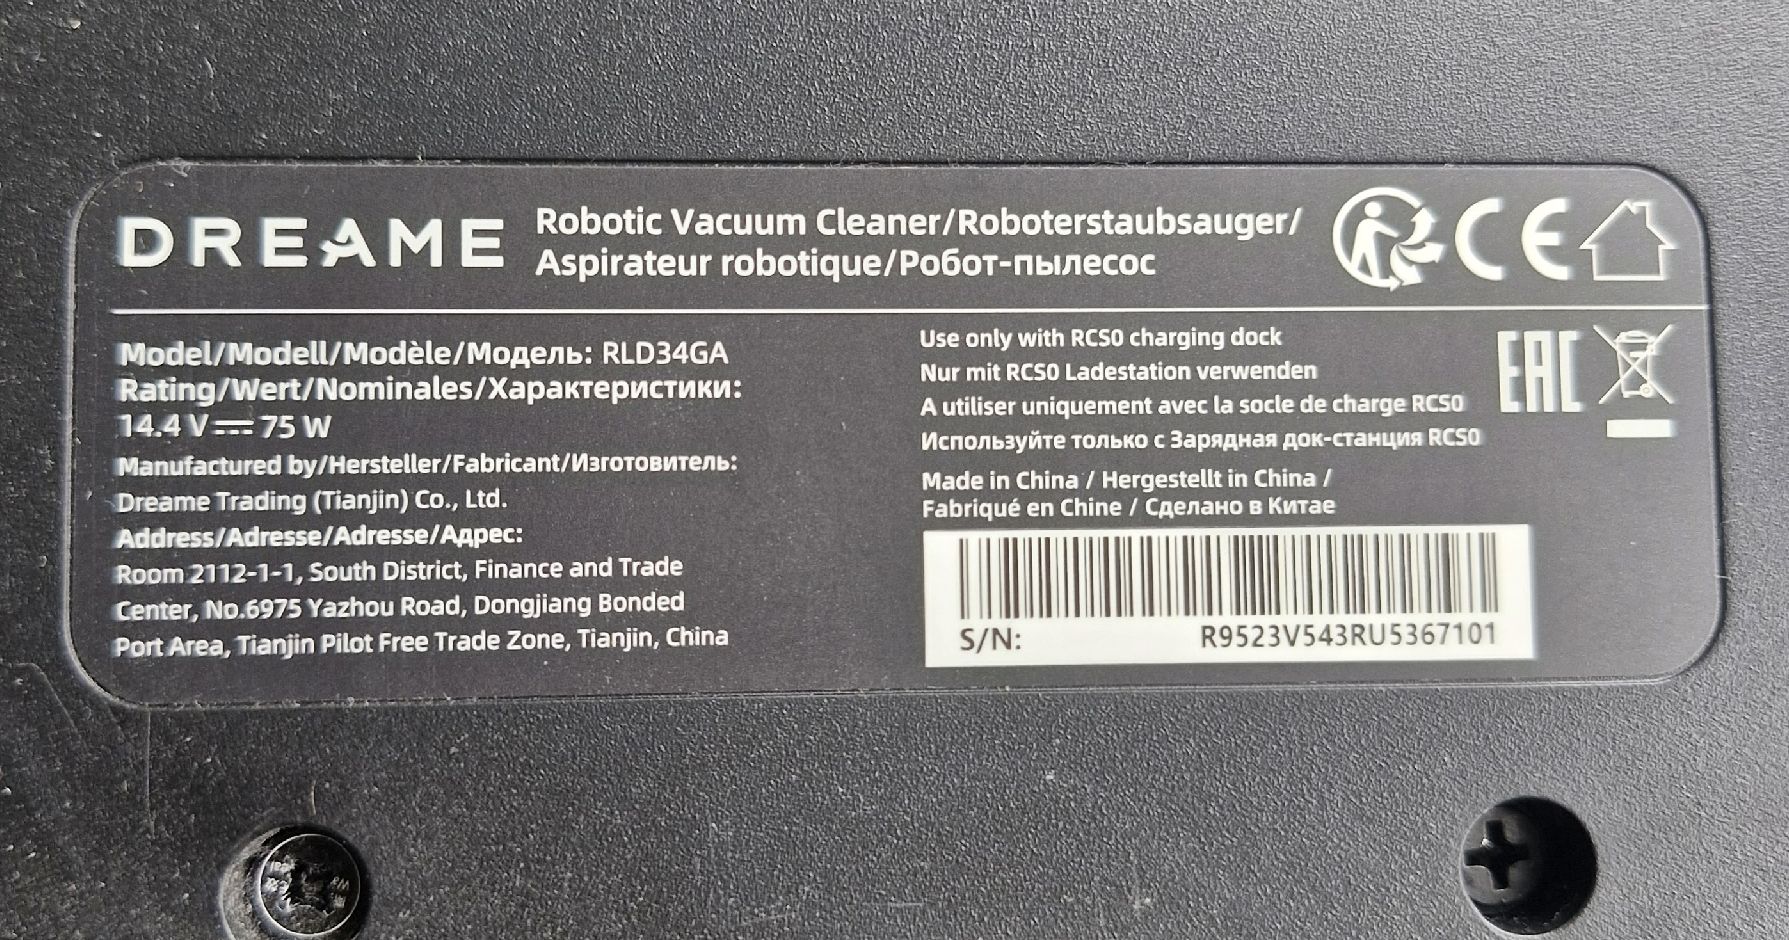 DREAME
Robotic Vacuum Cleaner/Roboterstaubsauger/
Aspirateur robotique/Робот-пылесос
CE
Model/Modell/Modèle/Модель: RLD34GA
Rating/Wert/Nominales/Характеристики:
14.4 V⎓75 W
Manufactured by/Hersteller/Fabricant/Изготовитель:
Dreame Trading (Tianjin) Co., Ltd.
Address/Adresse/Adresse/Адрес:
Room 2112-1-1, South District, Finance and Trade
Center, No.6975 Yazhou Road, Dongjiang Bonded
Port Area, Tianjin Pilot Free Trade Zone, Tianjin, China
Use only with RCS0 charging dock
Nur mit RCS0 Ladestation verwenden
A utiliser uniquement avec la socle de charge RCS0
Используйте только с Зарядная док-станция RCS0
EAC
Made in China / Hergestellt in China /
Fabriqué en Chine / Сделано в Китае
S/N: R9523V543RU5367101